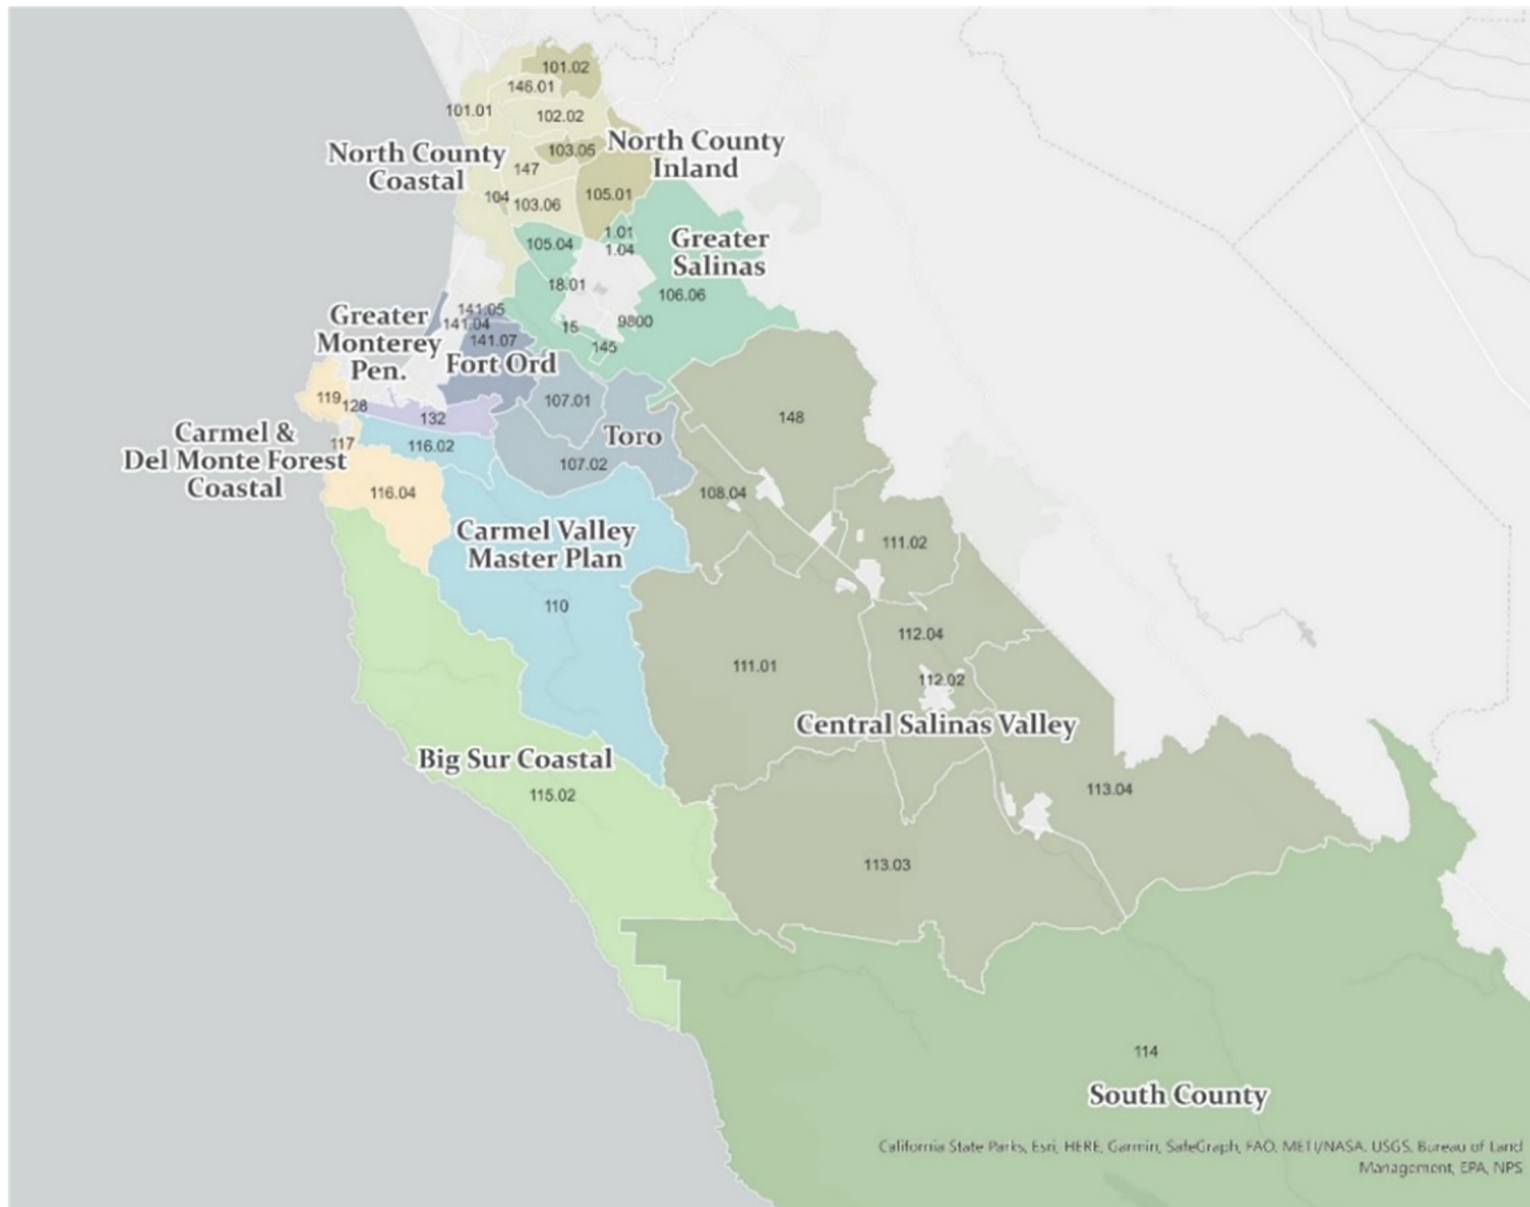 101.02
146.01
101.01
102.02
North County
Coastal
103.05
North County
Inland
147
104
103.06
105.01
1.01
1.04
105.04
Greater
Salinas
18.01
106.06
Greater
Monterey
Pen.
141.05
141.04
141.07
15
9800
145
Fort Ord
119
128
132
107.01
148
Toro
Carmel &
Del Monte Forest
Coastal
117
116.02
107.02
116.04
108.04
Carmel Valley
Master Plan
111.02
110
112.04
111.01
112.02
Central Salinas Valley
Big Sur Coastal
115.02
113.04
113.03
114
South County
California State Parks, Esri, HERE, Garmin, SafeGraph, FAO, METI/NASA, USGS, Bureau of Land
Management, EPA, NPS